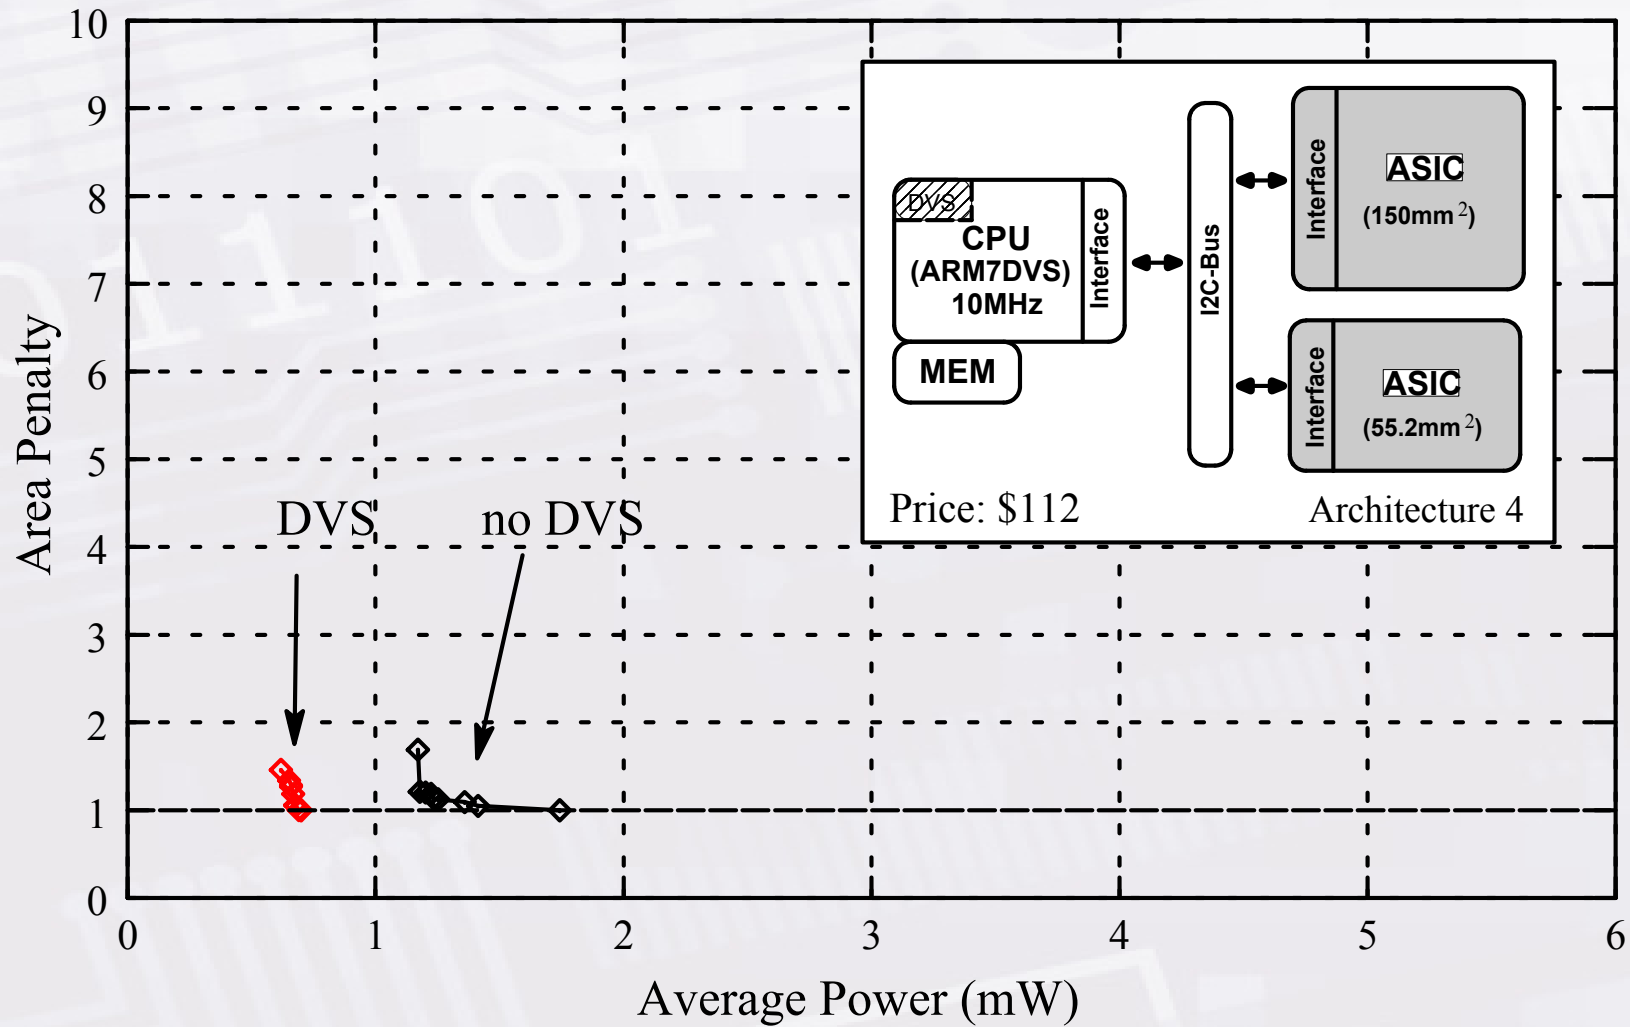 10
9
8
7
6
5
4
3
2
1
0
Area Penalty
0
1
2
3
4
5
6
Average Power (mW)
DVS
no DVS
DVS
CPU
(ARM7DVS)
10MHz
Interface
MEM
I2C-Bus
Interface
ASIC
(150mm²)
Interface
ASIC
(55.2mm²)
Price: $112
Architecture 4
011101